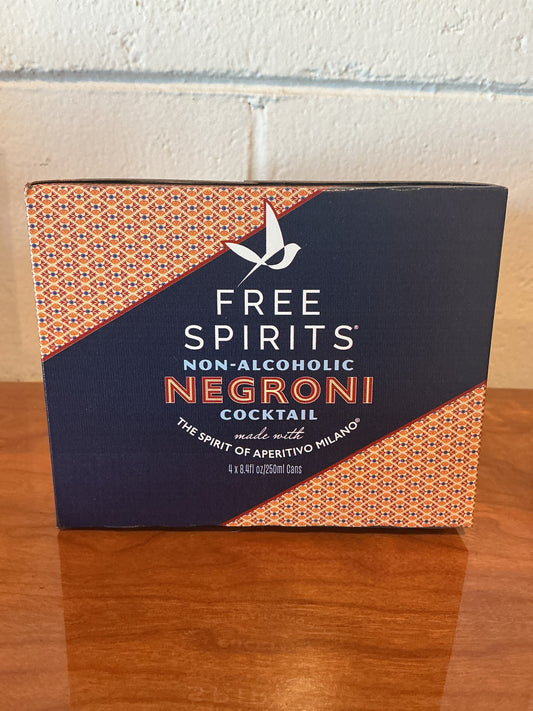 FREE
SPIRITS®
NON-ALCOHOLIC
NEGRONI
COCKTAIL
made with
THE SPIRIT OF APERITIVO MILANO®
4 x 8.4fl oz/250ml Cans